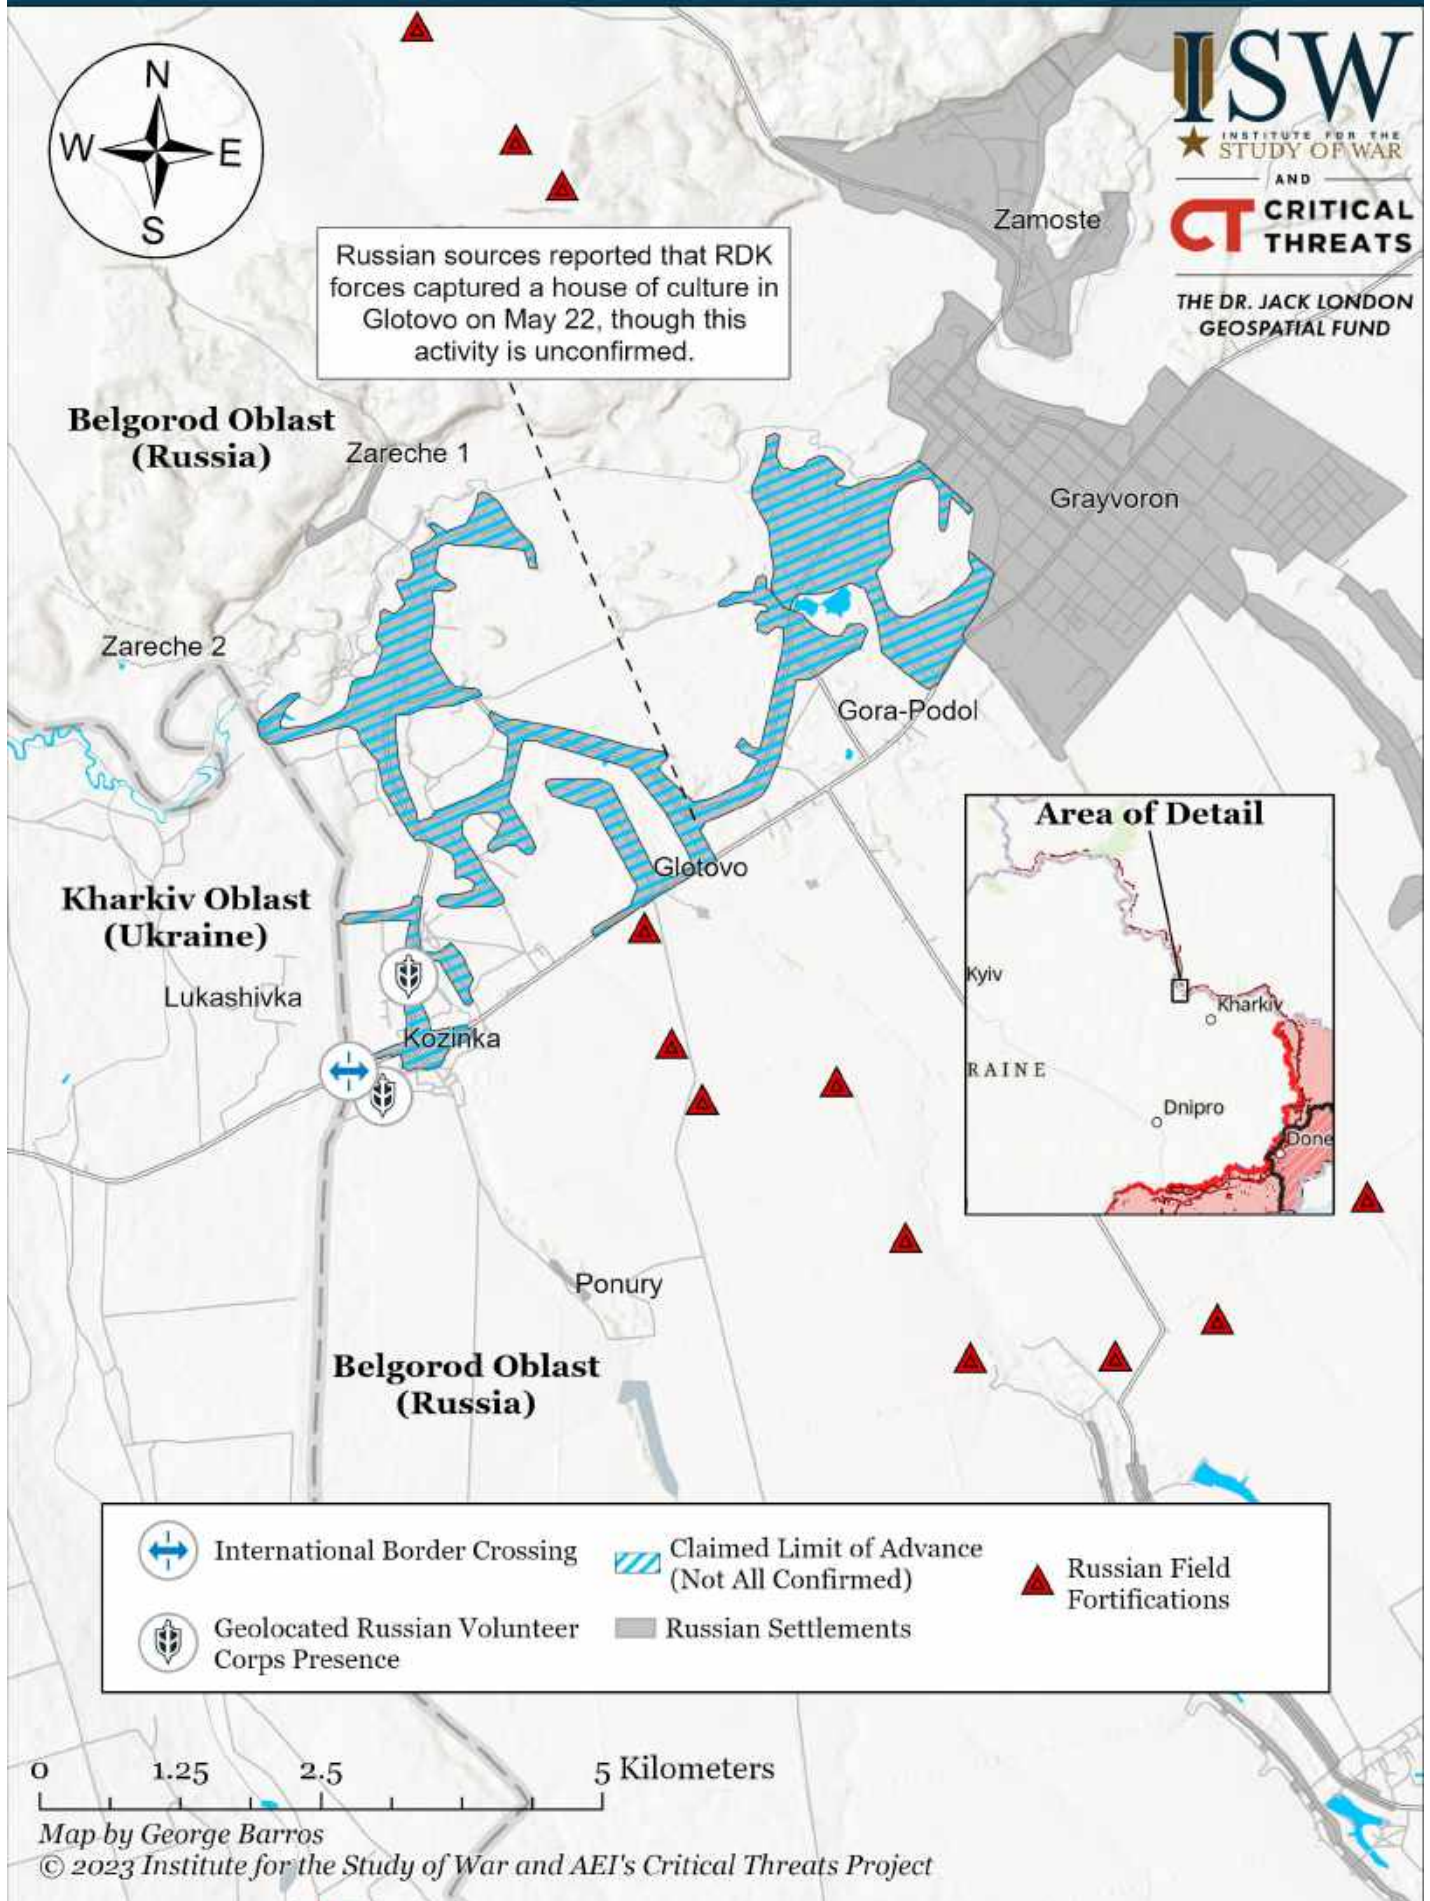 N
W
E
S
ISW
INSTITUTE FOR THE
STUDY OF WAR
AND
CT CRITICAL
THREATS
THE DR. JACK LONDON
GEOSPATIAL FUND
Zamoste
Russian sources reported that RDK
forces captured a house of culture in
Glotovo on May 22, though this
activity is unconfirmed.
Belgorod Oblast
(Russia)
Zareche 1
Grayvoron
Zareche 2
Gora-Podol
Area of Detail
Glotovo
Kharkiv Oblast
(Ukraine)
Lukashivka
Kyiv
Kharkiv
Kozinka
RAINE
Dnipro
Done
Ponury
Belgorod Oblast
(Russia)
International Border Crossing
Geolocated Russian Volunteer
Corps Presence
Claimed Limit of Advance
(Not All Confirmed)
Russian Settlements
Russian Field
Fortifications
0 1.25 2.5 5 Kilometers
Map by George Barros
© 2023 Institute for the Study of War and AEI's Critical Threats Project